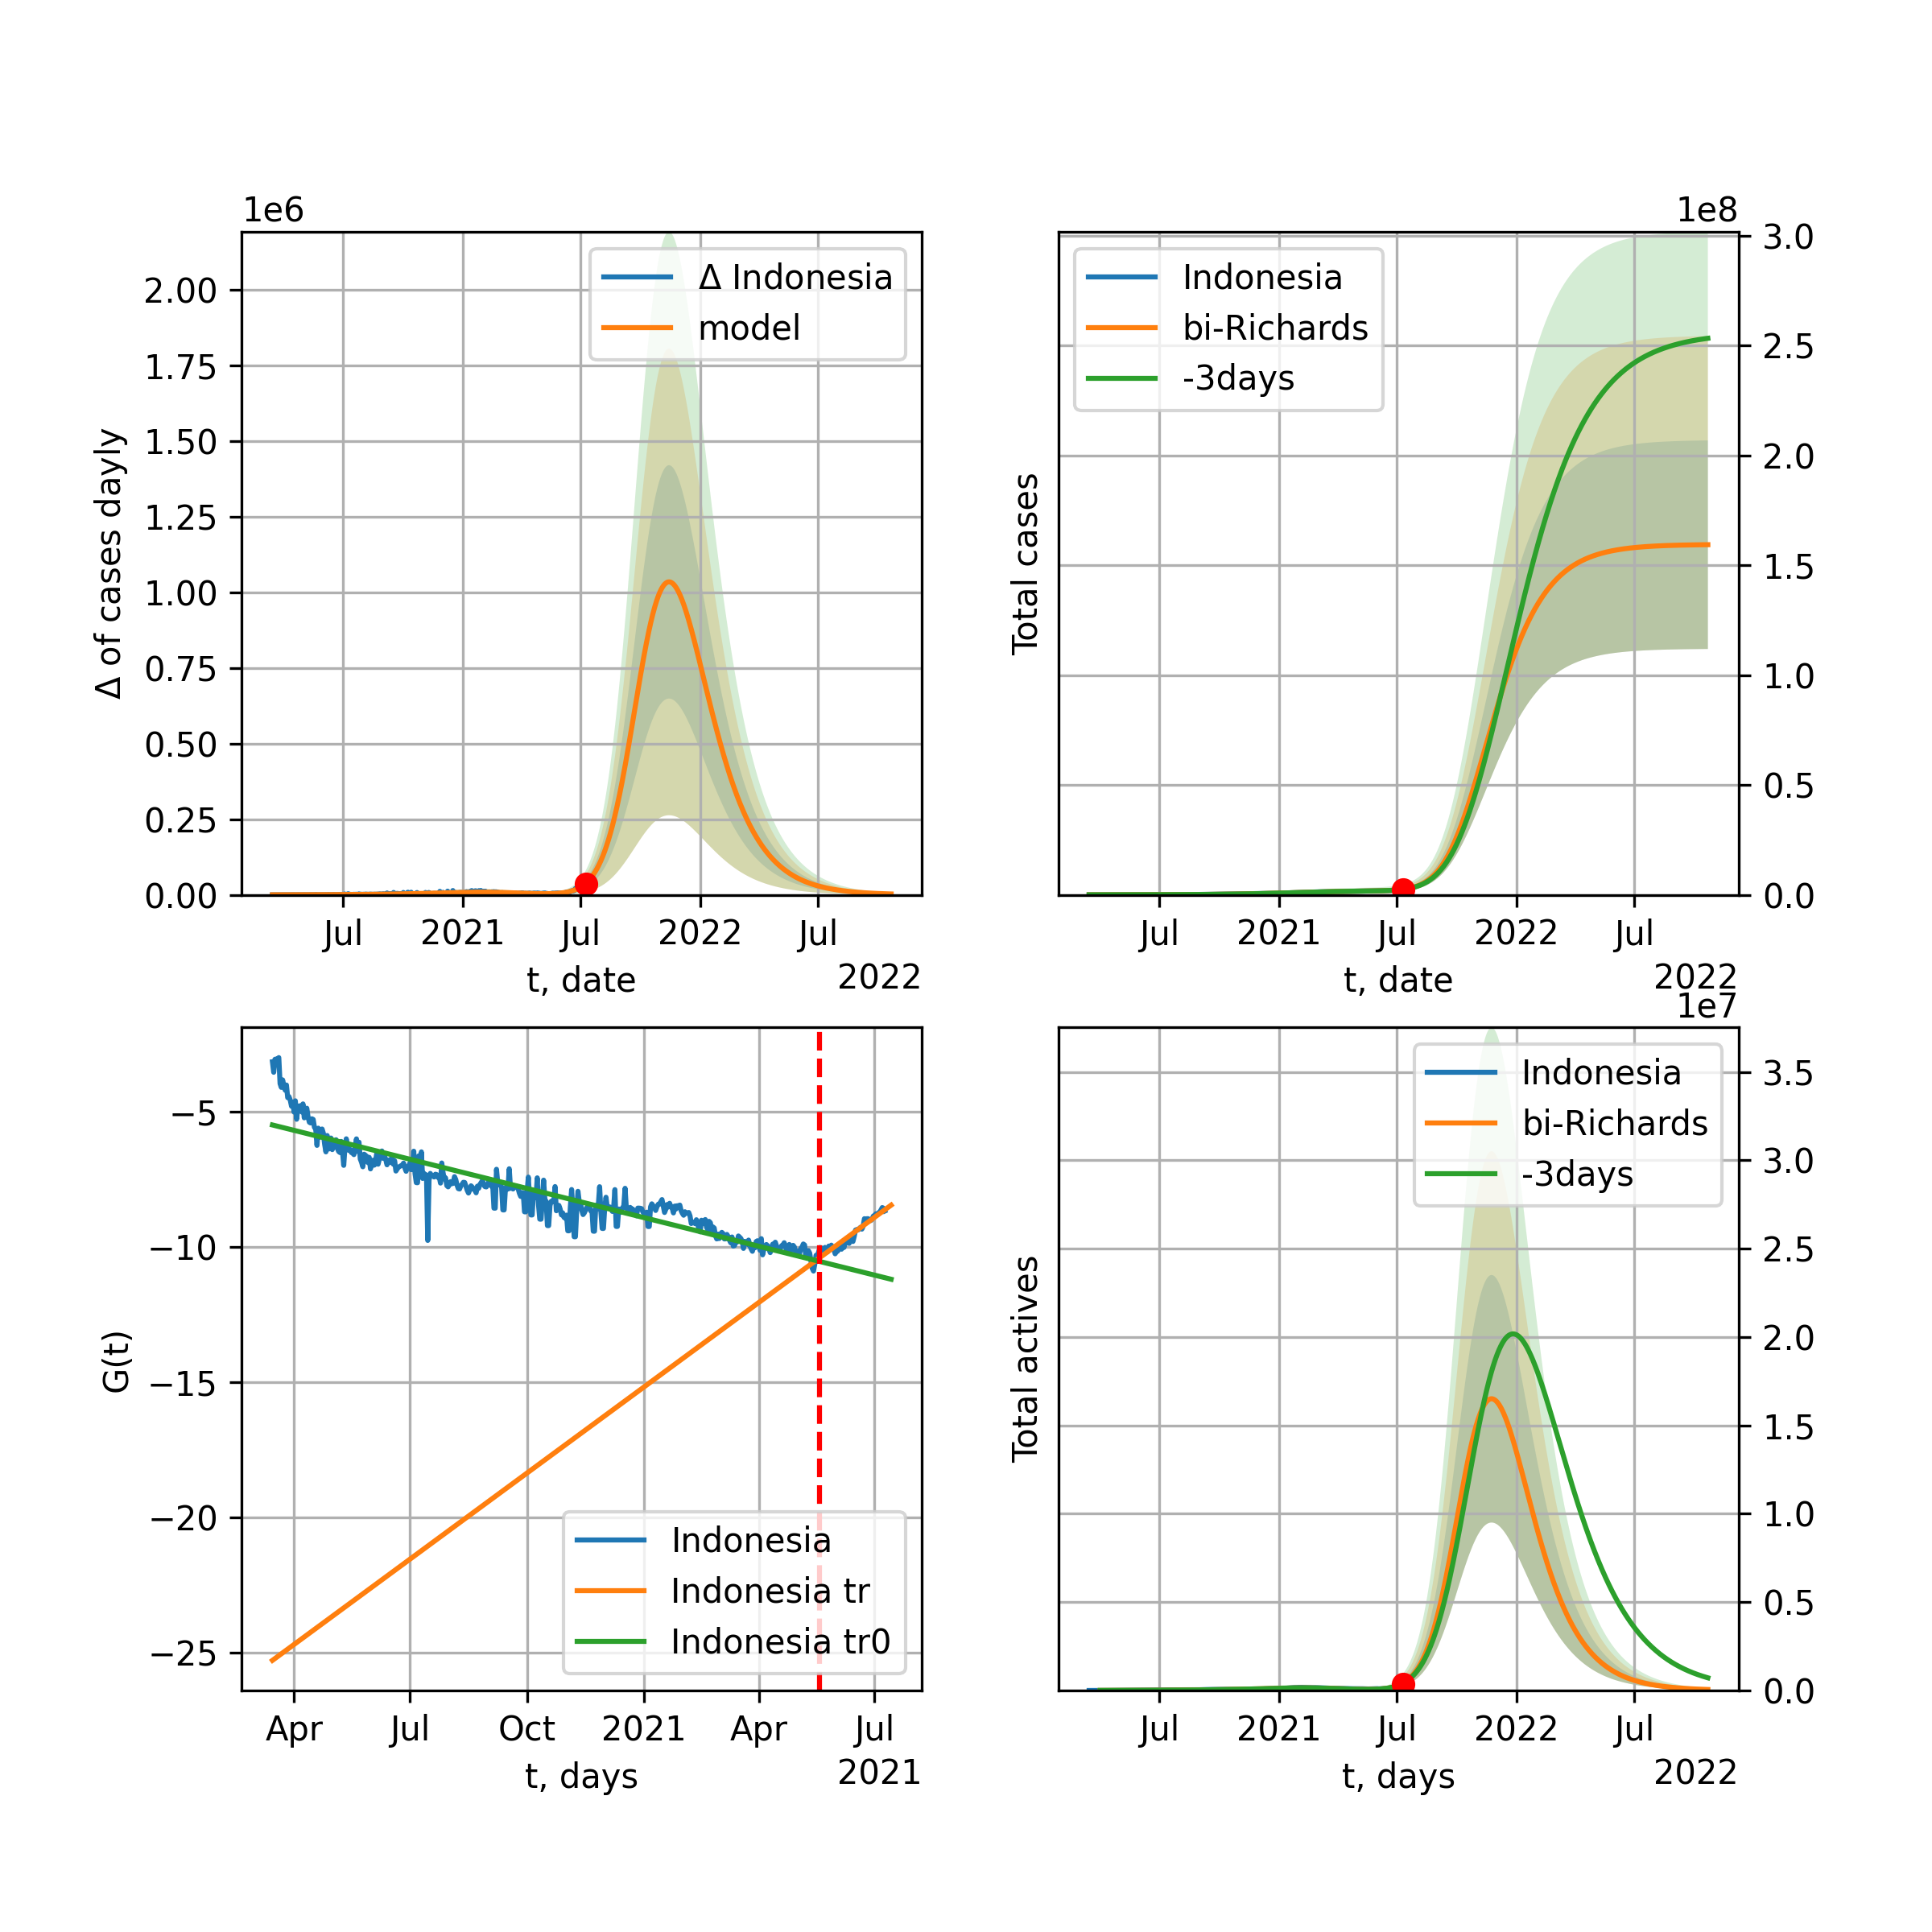 1e6
2.00
1.75
1.50
1.25
1.00
0.75
0.50
0.25
0.00
Δ of cases dayly
Δ Indonesia
model
Jul 2021 Jul 2022 Jul
t, date
2022
1e8
3.0
2.5
2.0
1.5
1.0
0.5
0.0
Total cases
Indonesia
bi-Richards
-3days
Jul 2021 Jul 2022 Jul
t, date
2022
−5
−10
−15
−20
−25
G(t)
Indonesia
Indonesia tr
Indonesia tr0
Apr Jul Oct 2021 Apr Jul
t, days
2021
1e7
3.5
3.0
2.5
2.0
1.5
1.0
0.5
0.0
Total actives
Indonesia
bi-Richards
-3days
Jul 2021 Jul 2022 Jul
t, days
2022